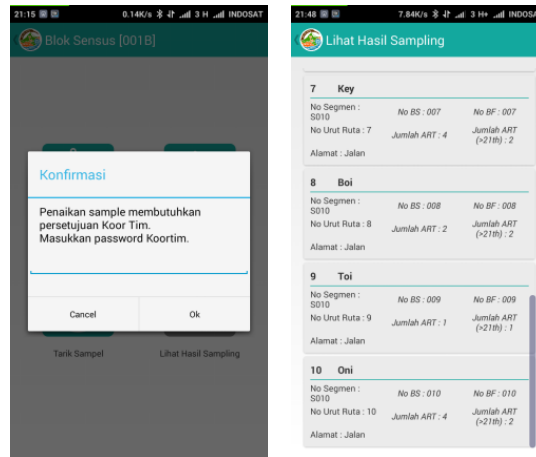 21:15 0.14K/s 3 H INDOSAT
Blok Sensus [001B]
Konfirmasi
Penaikan sample membutuhkan
persetujuan Koor Tim.
Masukkan password Koortim.
Cancel Ok
Tarik Sampel Lihat Hasil Sampling
21:48 7.84K/s 3 H+ INDOSA
Lihat Hasil Sampling
7 Key
No Segmen :
S010
No BS : 007
No BF : 007
No Urut Ruta : 7
Jumlah ART : 4
Jumlah ART
(>21th) : 2
Alamat : Jalan
8 Boi
No Segmen :
S010
No BS : 008
No BF : 008
No Urut Ruta : 8
Jumlah ART : 2
Jumlah ART
(>21th) : 2
Alamat : Jalan
9 Toi
No Segmen :
S010
No BS : 009
No BF : 009
No Urut Ruta : 9
Jumlah ART : 1
Jumlah ART
(>21th) : 1
Alamat : Jalan
10 Oni
No Segmen :
S010
No BS : 010
No BF : 010
No Urut Ruta : 10
Jumlah ART : 4
Jumlah ART
(>21th) : 2
Alamat : Jalan